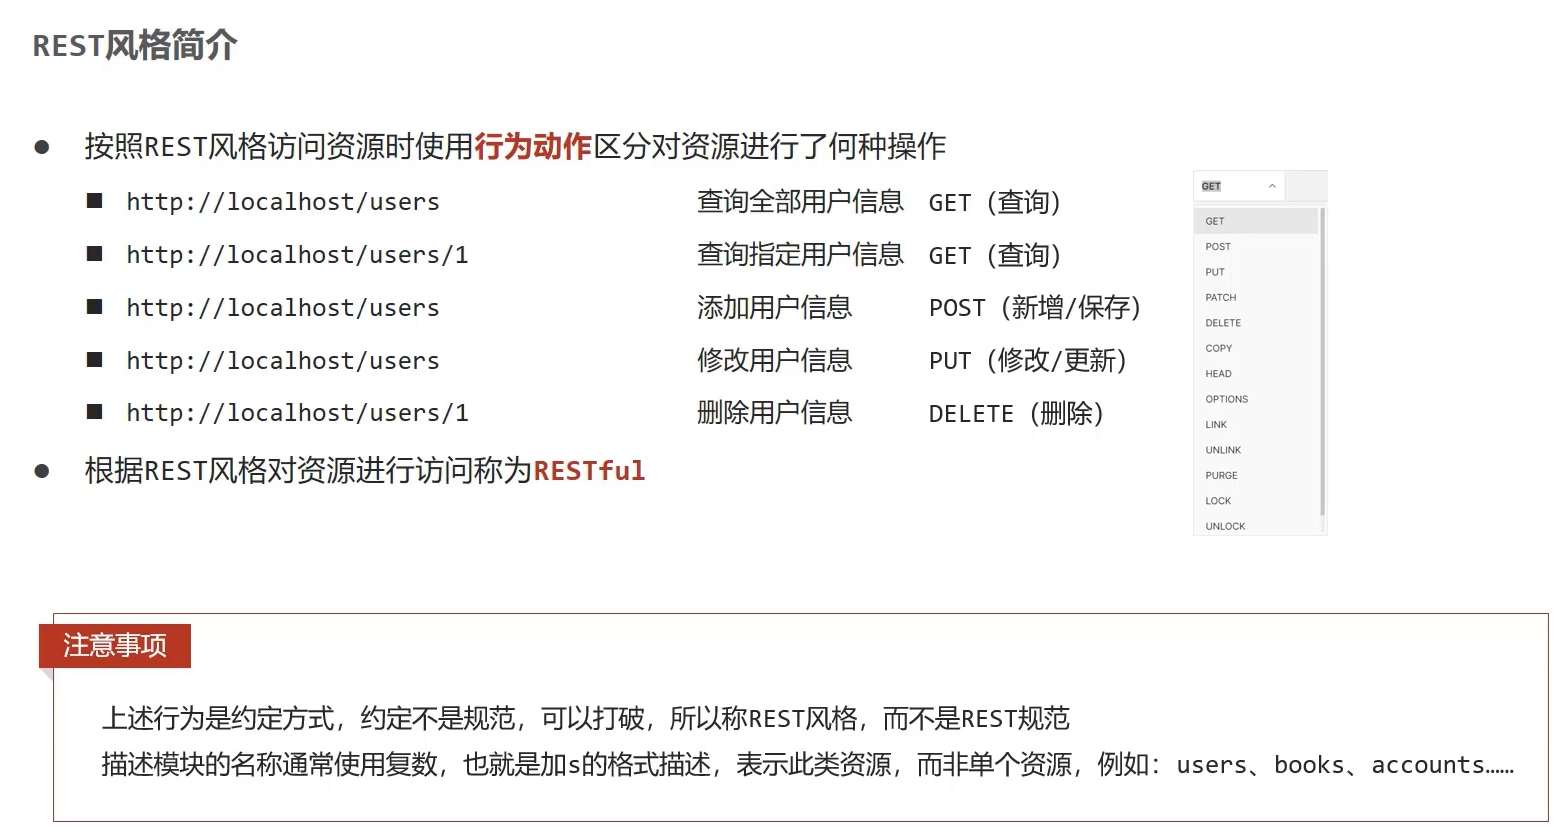 REST风格简介
按照REST风格访问资源时使用行为动作区分对资源进行了何种操作
http://localhost/users 查询全部用户信息 GET（查询）
http://localhost/users/1 查询指定用户信息 GET（查询）
http://localhost/users 添加用户信息 POST（新增/保存）
http://localhost/users 修改用户信息 PUT（修改/更新）
http://localhost/users/1 删除用户信息 DELETE（删除）
根据REST风格对资源进行访问称为RESTful
GET
GET
POST
PUT
PATCH
DELETE
COPY
HEAD
OPTIONS
LINK
UNLINK
PURGE
LOCK
UNLOCK
注意事项
上述行为是约定方式，约定不是规范，可以打破，所以称REST风格，而不是REST规范
描述模块的名称通常使用复数，也就是加s的格式描述，表示此类资源，而非单个资源，例如：users、books、accounts……